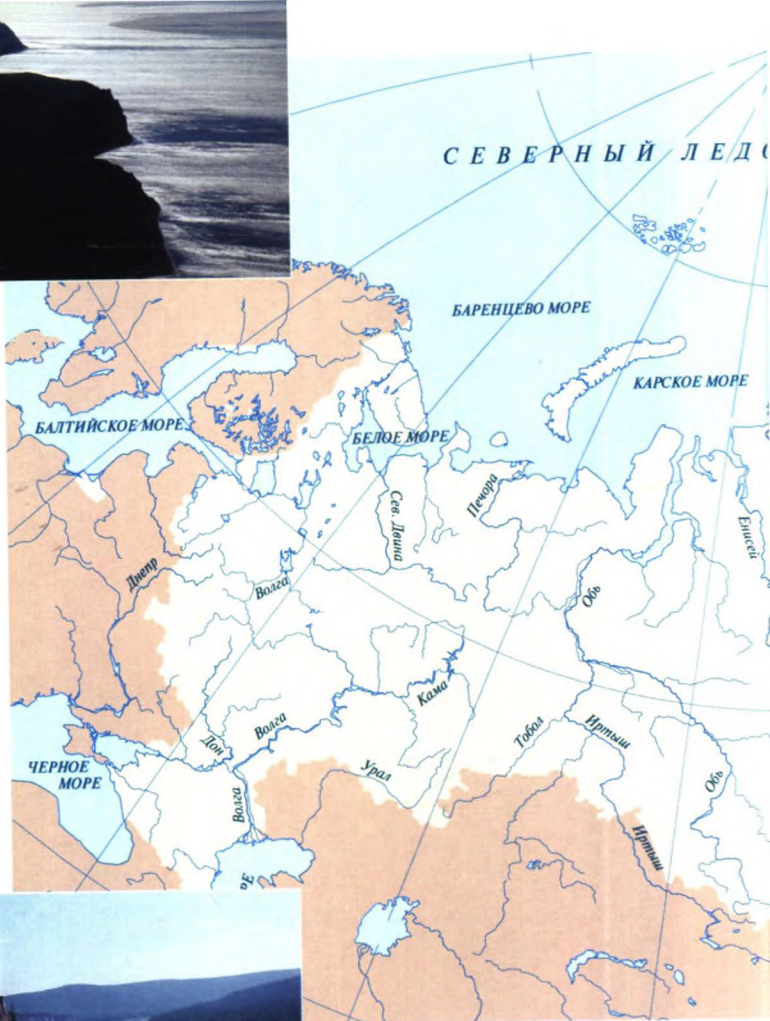 СЕВЕРНЫЙ ЛЕДО
БАРЕНЦЕВО МОРЕ
КАРСКОЕ МОРЕ
БАЛТИЙСКОЕ МОРЕ
БЕЛОЕ МОРЕ
Печора
Сев. Двина
Енисей
Днепр
Волга
Обь
Кама
Волга
Дон
Тобол
Иртыш
ЧЕРНОЕ
МОРЕ
Урал
Обь
Волга
Иртыш
РЕ